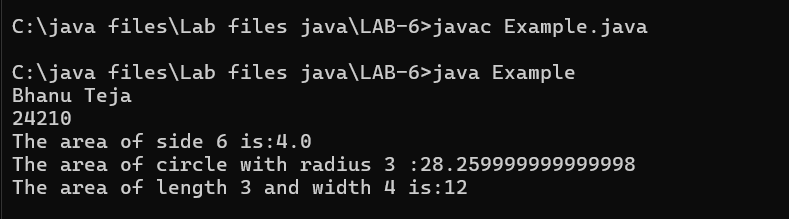 C:\java files\Lab files java\LAB-6>javac Example.java
C:\java files\Lab files java\LAB-6>java Example
Bhanu Teja
24210
The area of side 6 is:4.0
The area of circle with radius 3 :28.259999999999998
The area of length 3 and width 4 is:12